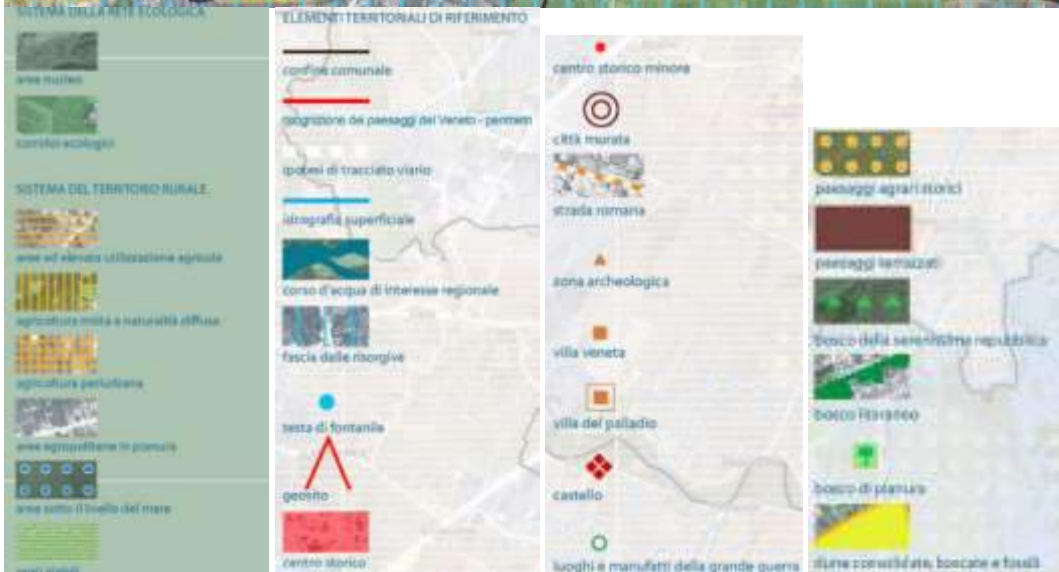 SISTEMA DELLA RETE ECOLOGICA
area nucleo
corridoi ecologici
SISTEMA DEL TERRITORIO RURALE
aree ad elevata utilizzazione agricola
agricoltura mista a naturalità diffusa
agricoltura periurbana
aree agropolitane in pianura
area sotto il livello del mare
prati stabili
ELEMENTI TERRITORIALI DI RIFERIMENTO
confine comunale
ricognizione dei paesaggi del Veneto - perimetri
ipotesi di tracciato viario
idrografia superficiale
corso d'acqua di interesse regionale
fascia delle risorgive
testa di fontanile
geosito
centro storico
centro storico minore
città murata
strada romana
zona archeologica
villa veneta
ville del palladio
castello
luoghi e manufatti della grande guerra
paesaggi agrari storici
paesaggi terrazzati
bosco della serenissima repubblica
bosco litoraneo
bosco di pianura
dune consolidate, boscate e fossili